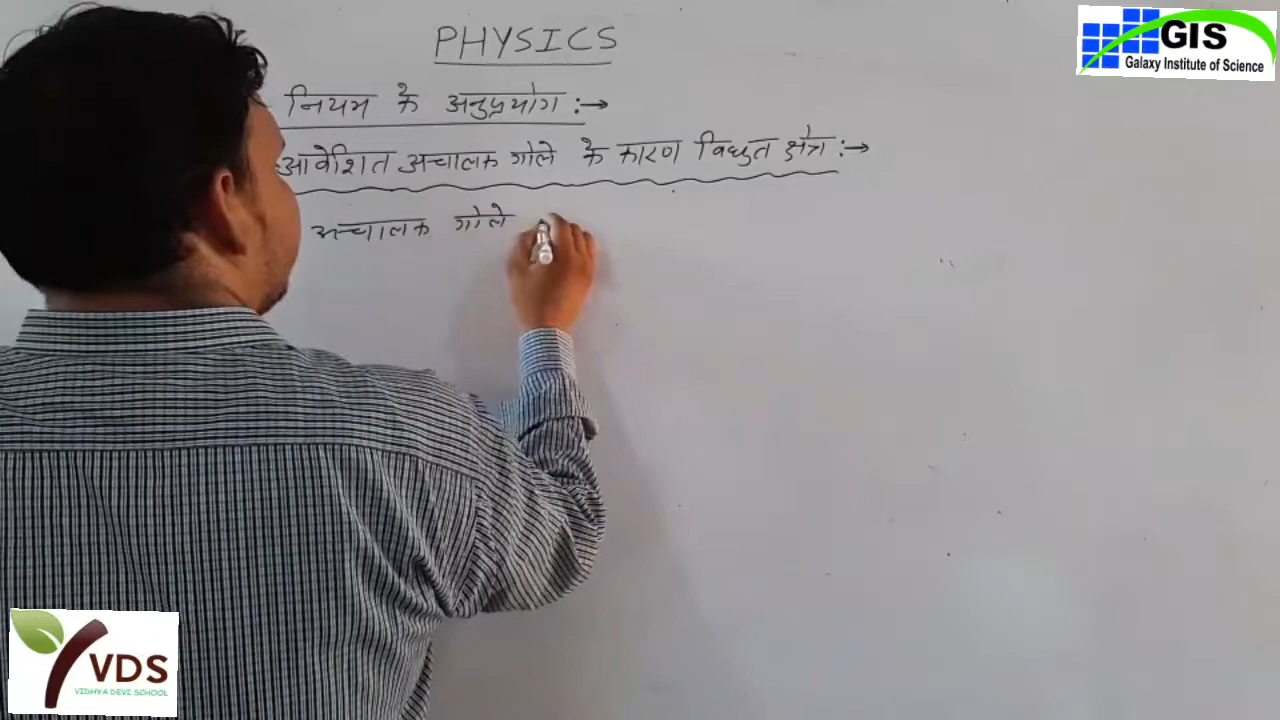 PHYSICS
GIS
Galaxy Institute of Science
नियम के अनुप्रयोग :→
आवेशित अचालक गोले के कारण विधुत क्षेत्र :→
अचालक गोले
VDS
VIDHYA DEVI SCHOOL